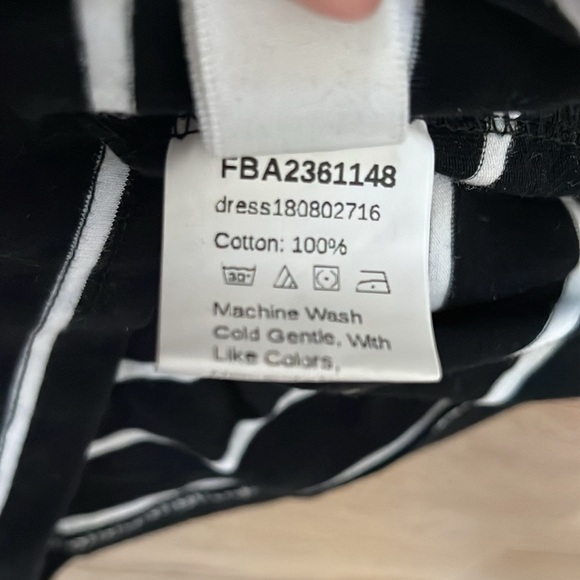 FBA2361148
dress180802716
Cotton: 100%
30°
Machine Wash
Cold Gentle, With
Like Colors,